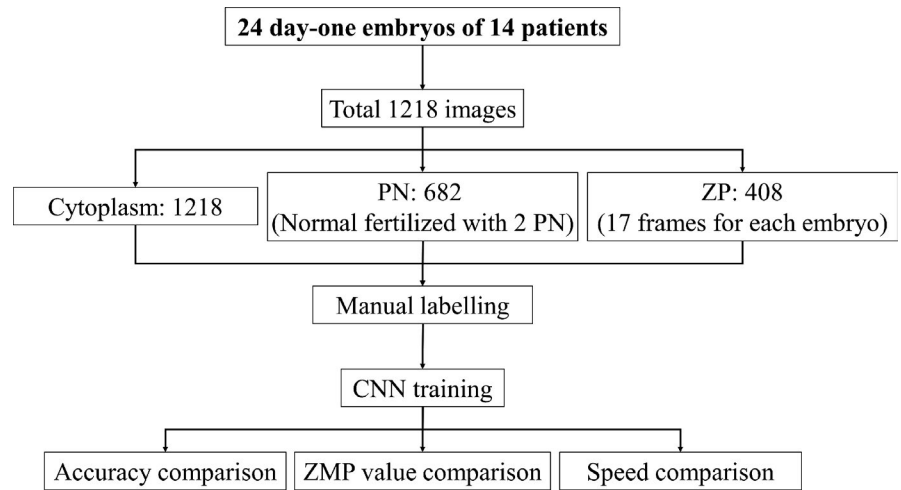 24 day-one embryos of 14 patients
Total 1218 images
Cytoplasm: 1218
PN: 682
(Normal fertilized with 2 PN)
ZP: 408
(17 frames for each embryo)
Manual labelling
CNN training
Accuracy comparison
ZMP value comparison
Speed comparison